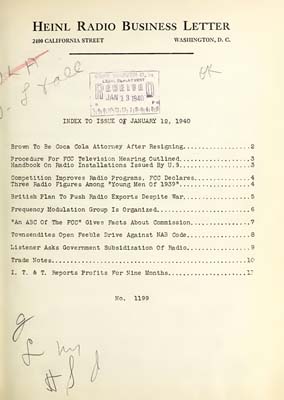 HEINL RADIO BUSINESS LETTER
2400 CALIFORNIA STREET WASHINGTON, D. C.
RECEIVED
JAN 13 1940
INDEX TO ISSUE OF JANUARY 12, 1940
Brown To Be Coca Cola Attorney After Resigning.................2
Procedure For FCC Television Hearing Outlined..................3
Handbook On Radio Installations Issued By U.S..................3
Competition Improves Radio Programs, FCC Declares..............4
Three Radio Figures Among "Young Men Of 1939"..................4
British Plan To Push Radio Exports Despite War.................5
Frequency Modulation Group Is Organized........................6
"An ABC Of The FCC" Gives Facts About Commission...............7
Townsendites Open Feeble Drive Against NAB Code................8
Listener Asks Government Subsidization Of Radio................9
Trade Notes...................................................10
I. T. & T. Reports Profits For Nine Months....................
No. 1199